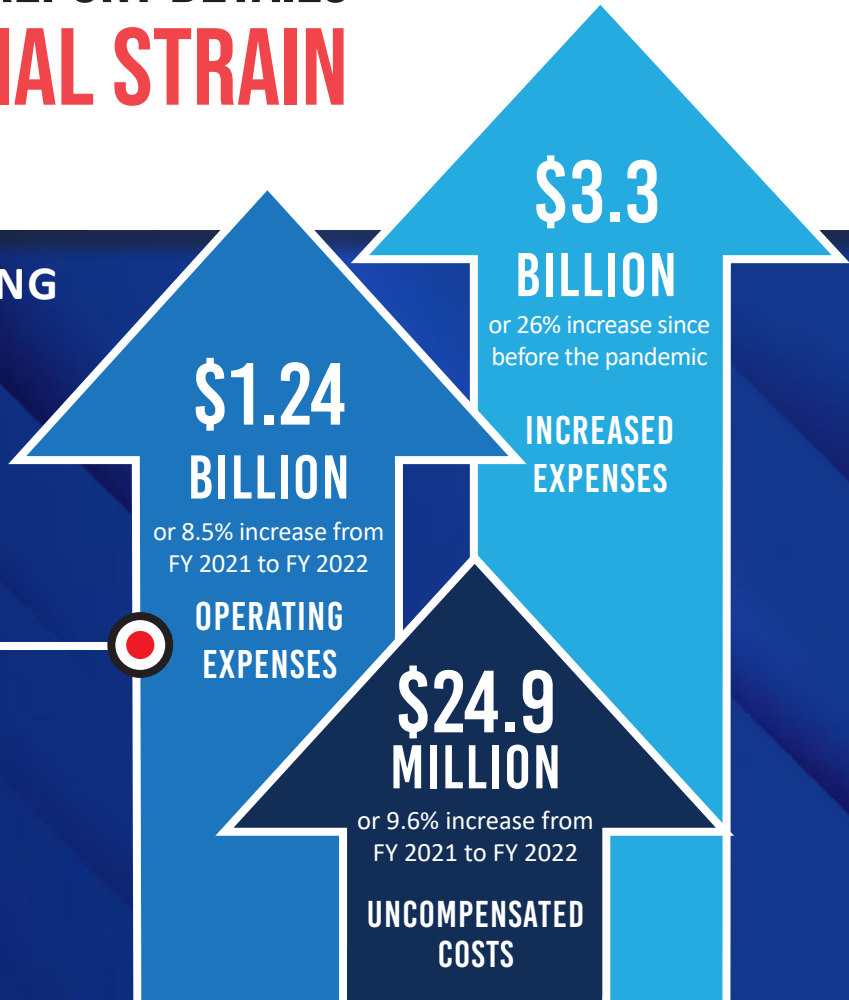 STRAIN
$3.3
BILLION
or 26% increase since
before the pandemic
INCREASED
EXPENSES
$1.24
BILLION
or 8.5% increase from
FY 2021 to FY 2022
OPERATING
EXPENSES
$24.9
MILLION
or 9.6% increase from
FY 2021 to FY 2022
UNCOMPENSATED
COSTS